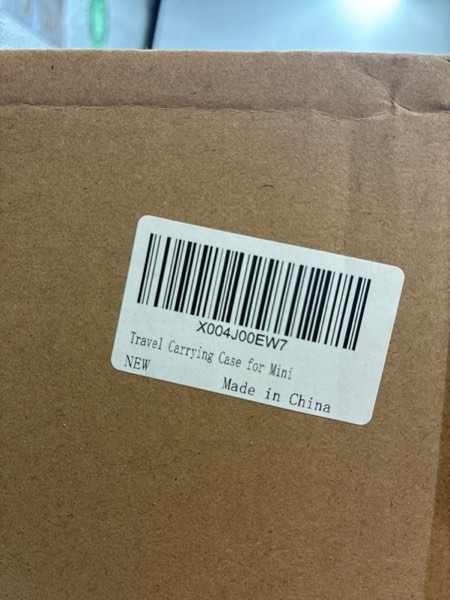 X004J00EW7
Travel Carrying Case for Mini
NEW
Made in China